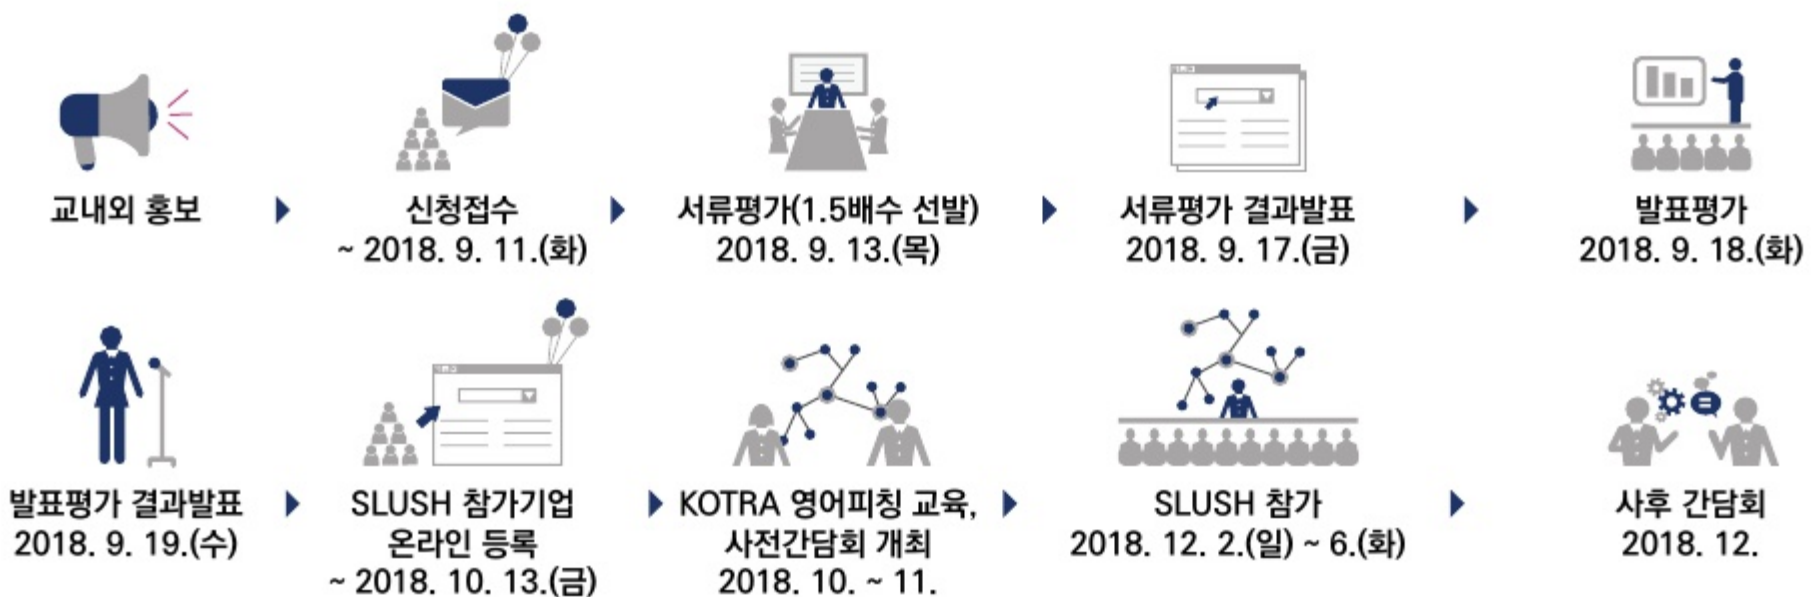 교내외 홍보
신청접수
~ 2018. 9. 11.(화)
서류평가(1.5배수 선발)
2018. 9. 13.(목)
서류평가 결과발표
2018. 9. 17.(금)
발표평가
2018. 9. 18.(화)
발표평가 결과발표
2018. 9. 19.(수)
SLUSH 참가기업
온라인 등록
~ 2018. 10. 13.(금)
KOTRA 영어피칭 교육,
사전간담회 개최
2018. 10. ~ 11.
SLUSH 참가
2018. 12. 2.(일) ~ 6.(화)
사후 간담회
2018. 12.